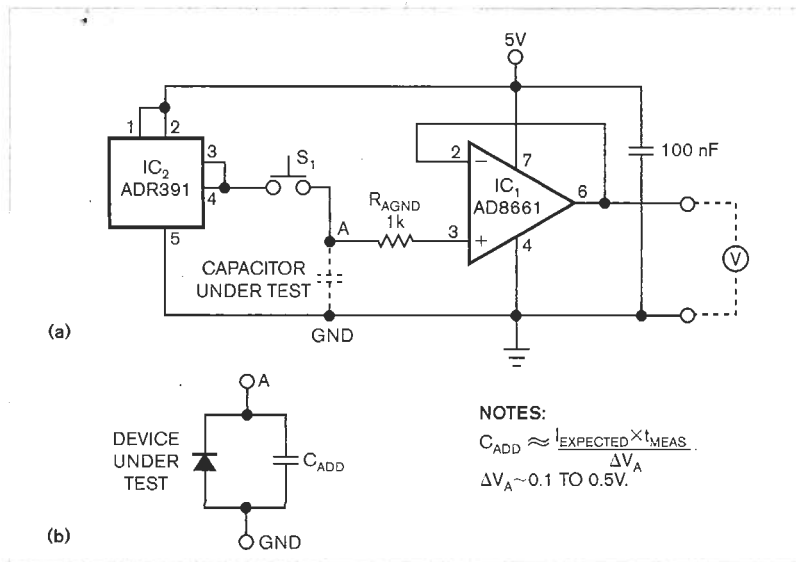 5V
1
2
3
4
5
IC2
ADR391
S1
A
RAGND
1k
2
3
7
6
4
IC1
AD8661
100 nF
V
CAPACITOR
UNDER TEST
GND
(a)
A
DEVICE
UNDER
TEST
CADD
GND
(b)
NOTES:
CADD ≈ IEXPECTED×tMEAS / ΔVA.
ΔVA~0.1 TO 0.5V.